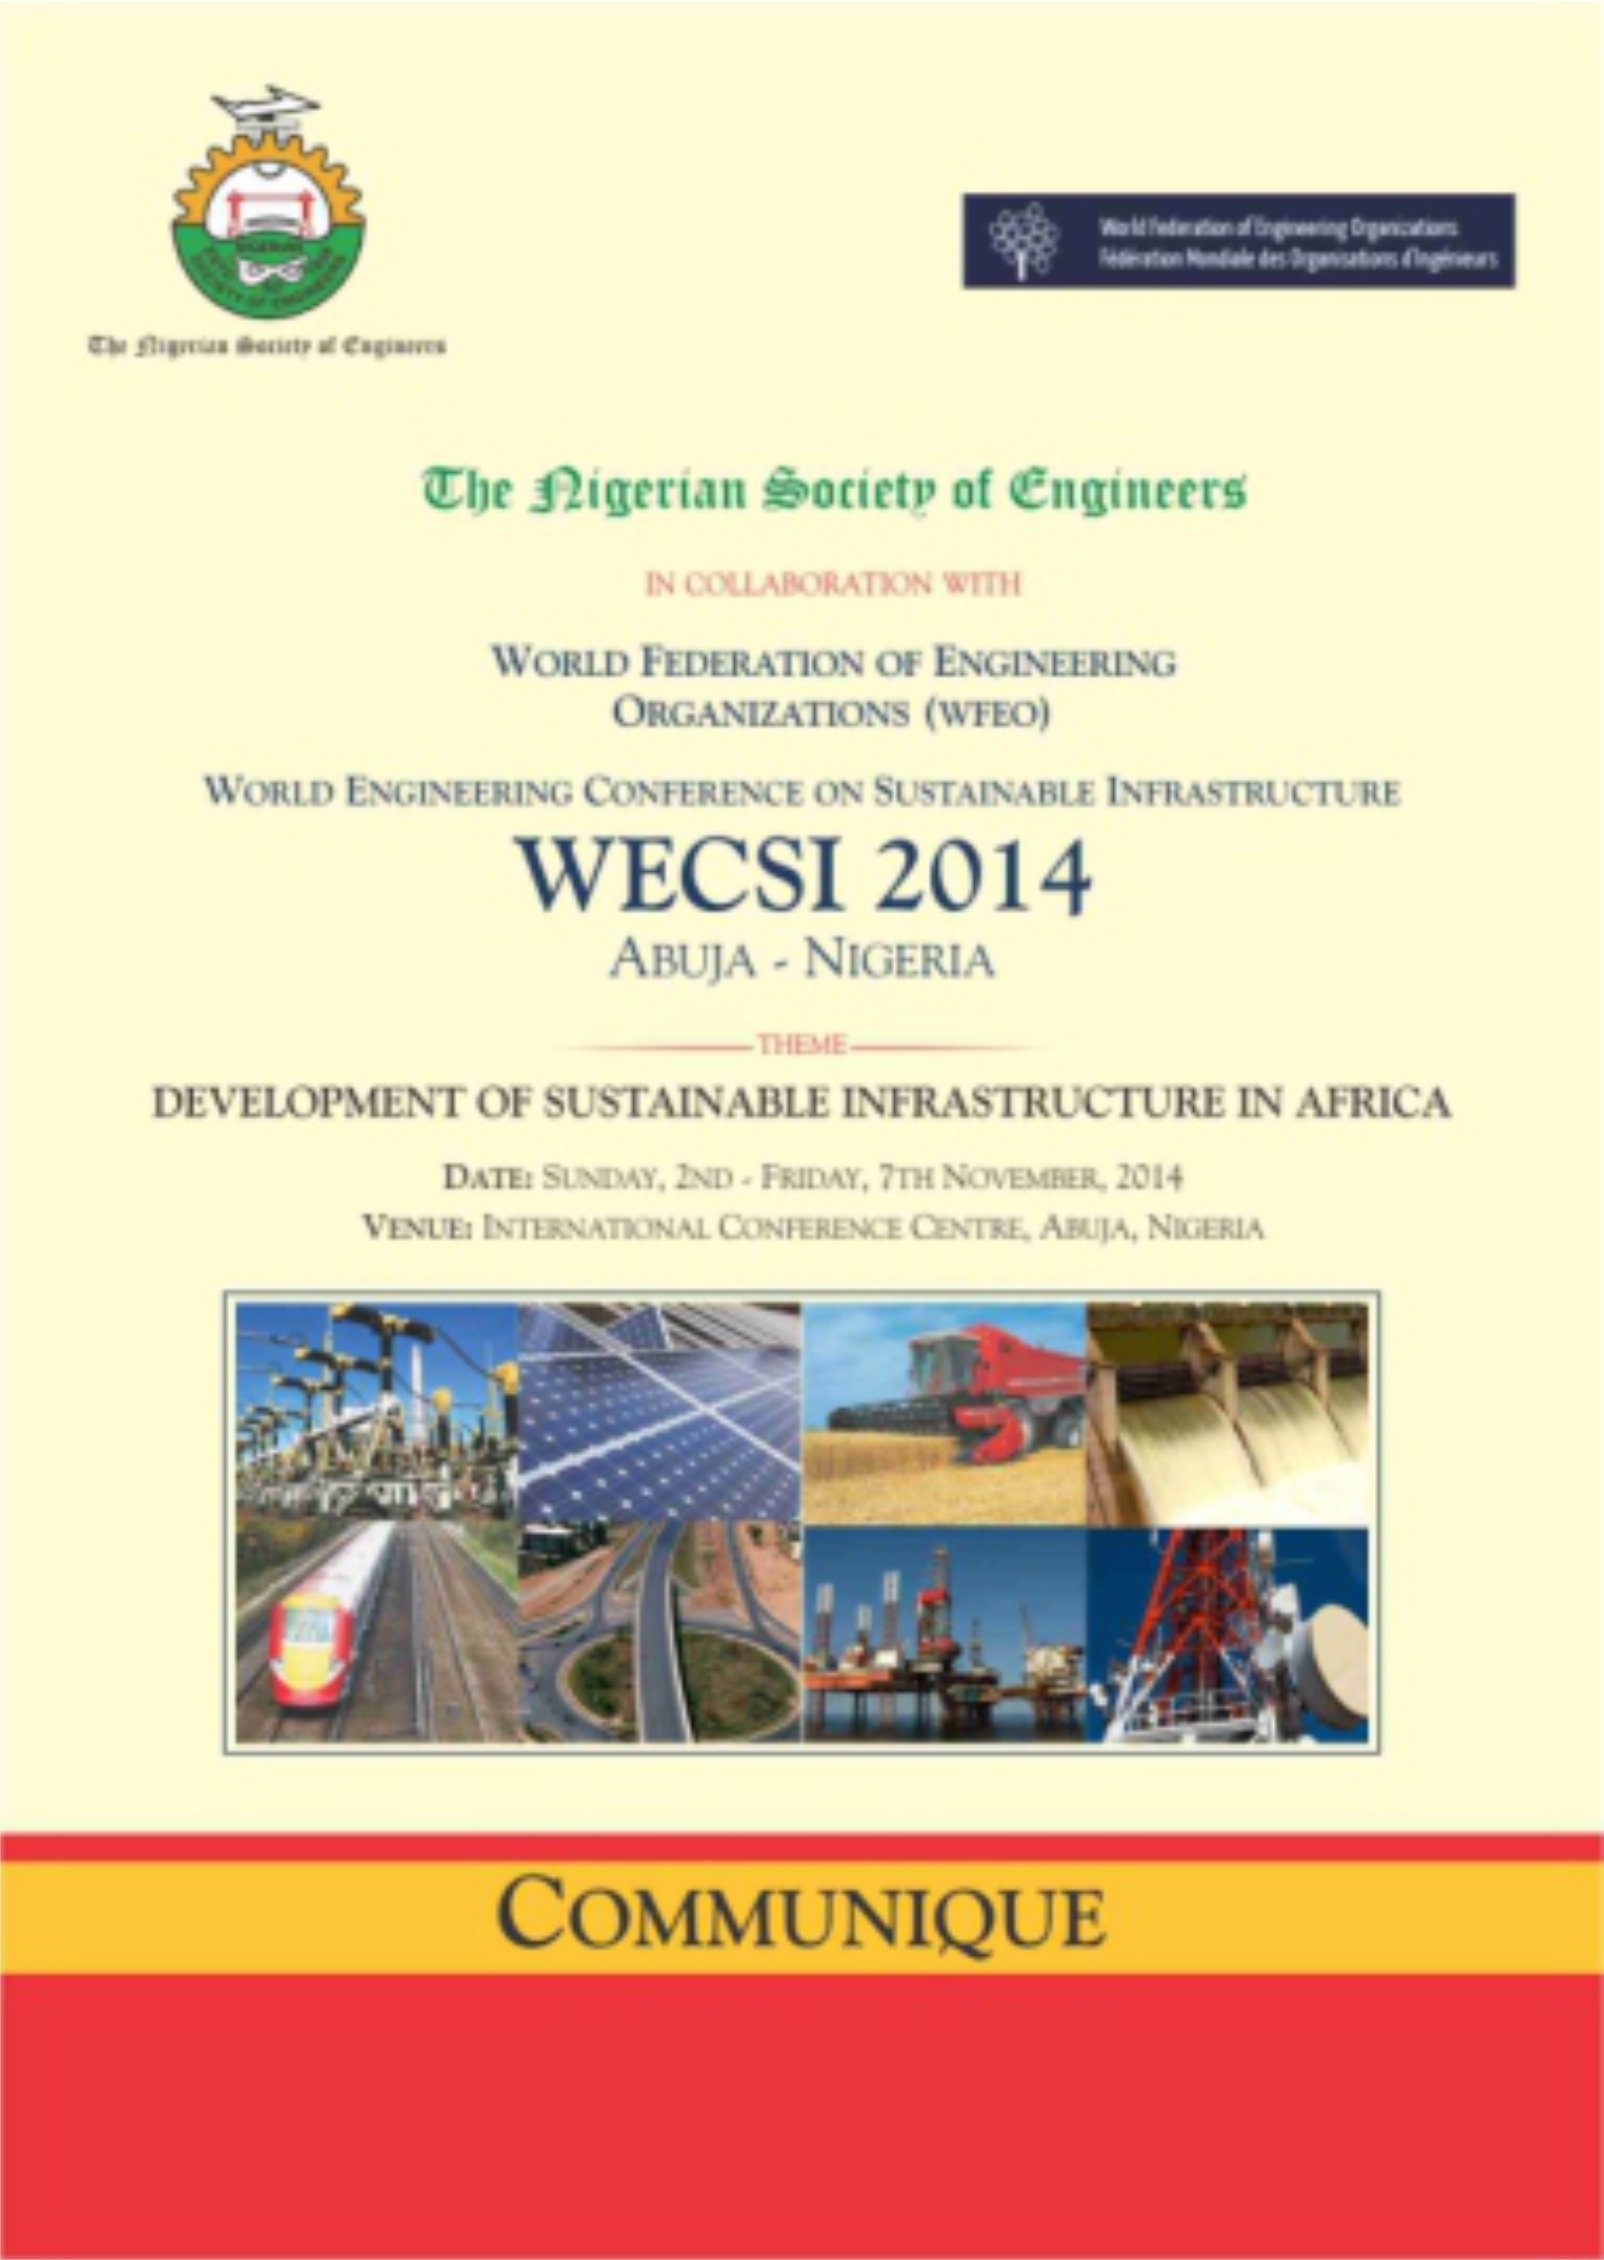 The Nigerian Society of Engineers
World Federation of Engineering Organizations
Fédération Mondiale des Organisations d'Ingénieurs
The Nigerian Society of Engineers
IN COLLABORATION WITH
WORLD FEDERATION OF ENGINEERING
ORGANIZATIONS (WFEO)
WORLD ENGINEERING CONFERENCE ON SUSTAINABLE INFRASTRUCTURE
WECSI 2014
ABUJA - NIGERIA
THEME
DEVELOPMENT OF SUSTAINABLE INFRASTRUCTURE IN AFRICA
DATE: SUNDAY, 2ND - FRIDAY, 7TH NOVEMBER, 2014
VENUE: INTERNATIONAL CONFERENCE CENTRE, ABUJA, NIGERIA
COMMUNIQUE